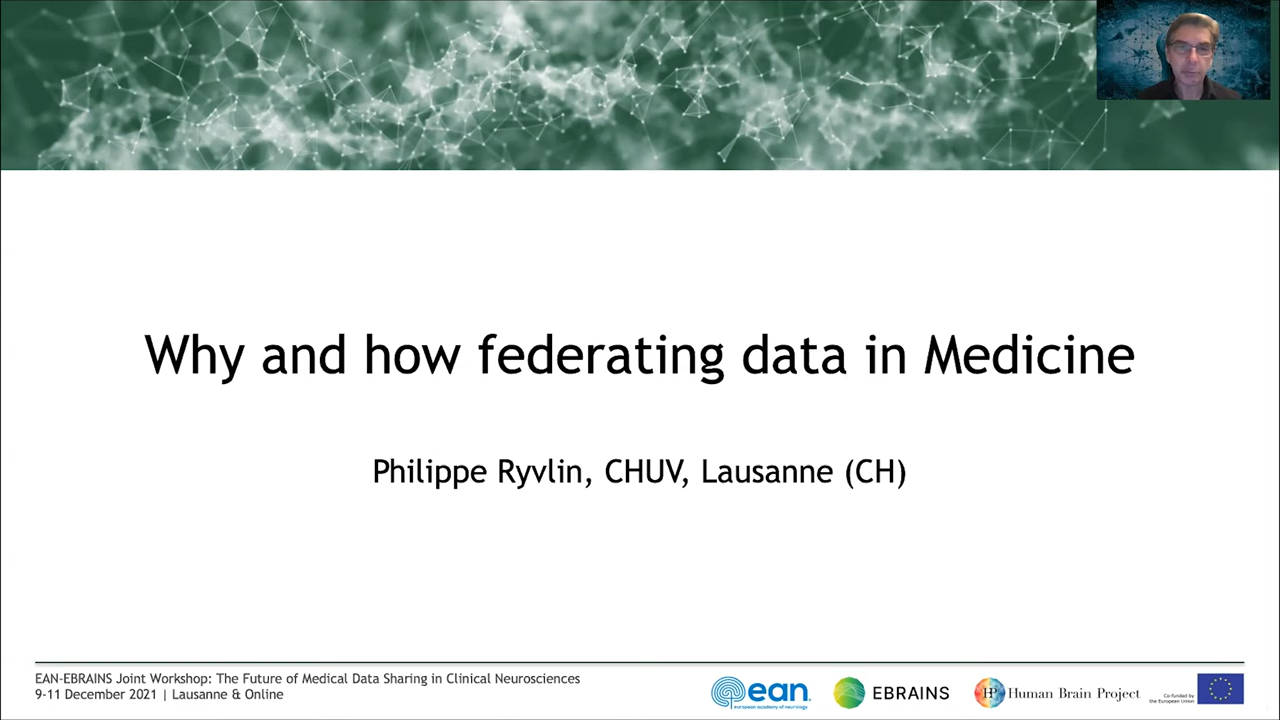 Why and how federating data in Medicine
Philippe Ryvlin, CHUV, Lausanne (CH)
EAN-EBRAINS Joint Workshop: The Future of Medical Data Sharing in Clinical Neurosciences
9-11 December 2021 | Lausanne & Online
ean
european academy of neurology
EBRAINS
HP Human Brain Project
Co-funded by
the European Union